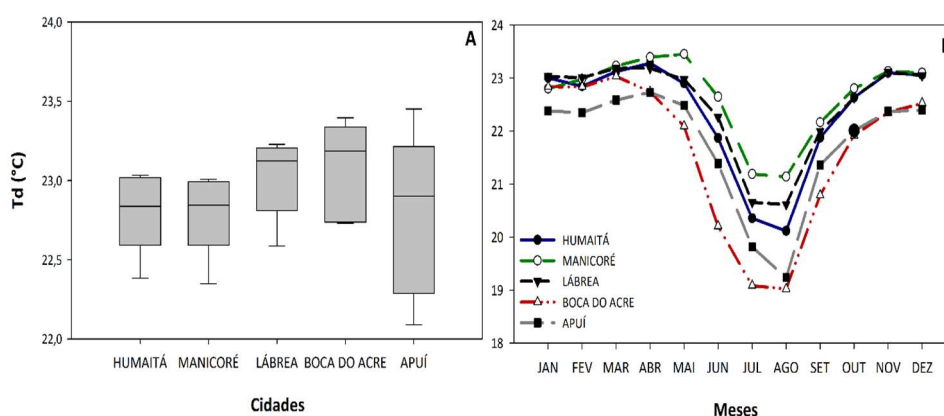 A
Td (°C)
24,0
23,5
23,0
22,5
22,0
HUMAITÁ MANICORÉ LÁBREA BOCA DO ACRE APUÍ
Cidades
24
23
22
21
20
19
18
HUMAITÁ
MANICORÉ
LÁBREA
BOCA DO ACRE
APUÍ
JAN FEV MAR ABR MAI JUN JUL AGO SET OUT NOV DEZ
Meses